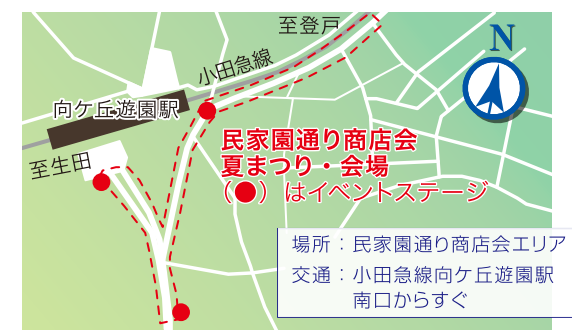 至登戸
N
小田急線
向ケ丘遊園駅
至生田
民家園通り商店会
夏まつり・会場
（●）はイベントステージ
場所：民家園通り商店会エリア
交通：小田急線向ケ丘遊園駅
南口からすぐ